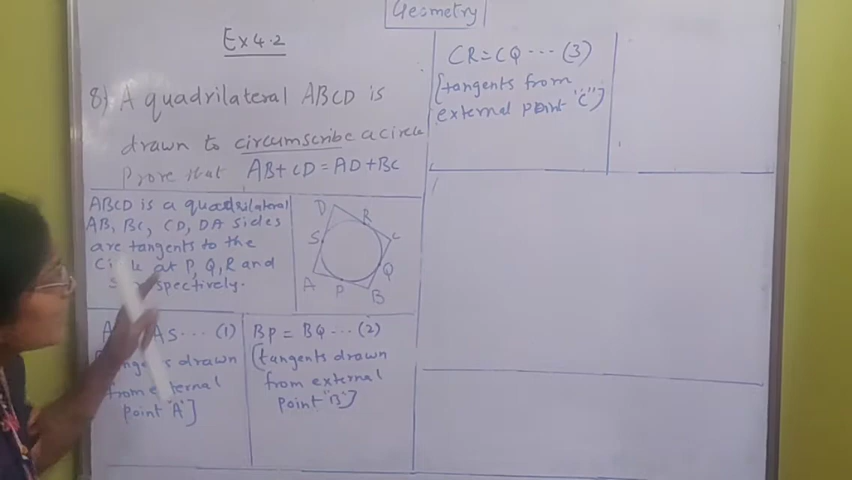 Geometry
Ex 4.2
8) A quadrilateral ABCD is
drawn to circumscribe a circle
Prove that AB+CD=AD+BC
ABCD is a quadrilateral
AB, BC, CD, DA sides
are tangents to the
at P, Q, R and
D
R
C
S
Q
A
P
B
AS ... (1)
drawn
from external
point "A"]
BP = BQ ... (2)
(tangents drawn
from external
point "B"]
CR=CQ ... (3)
[tangents from
external point "C"]